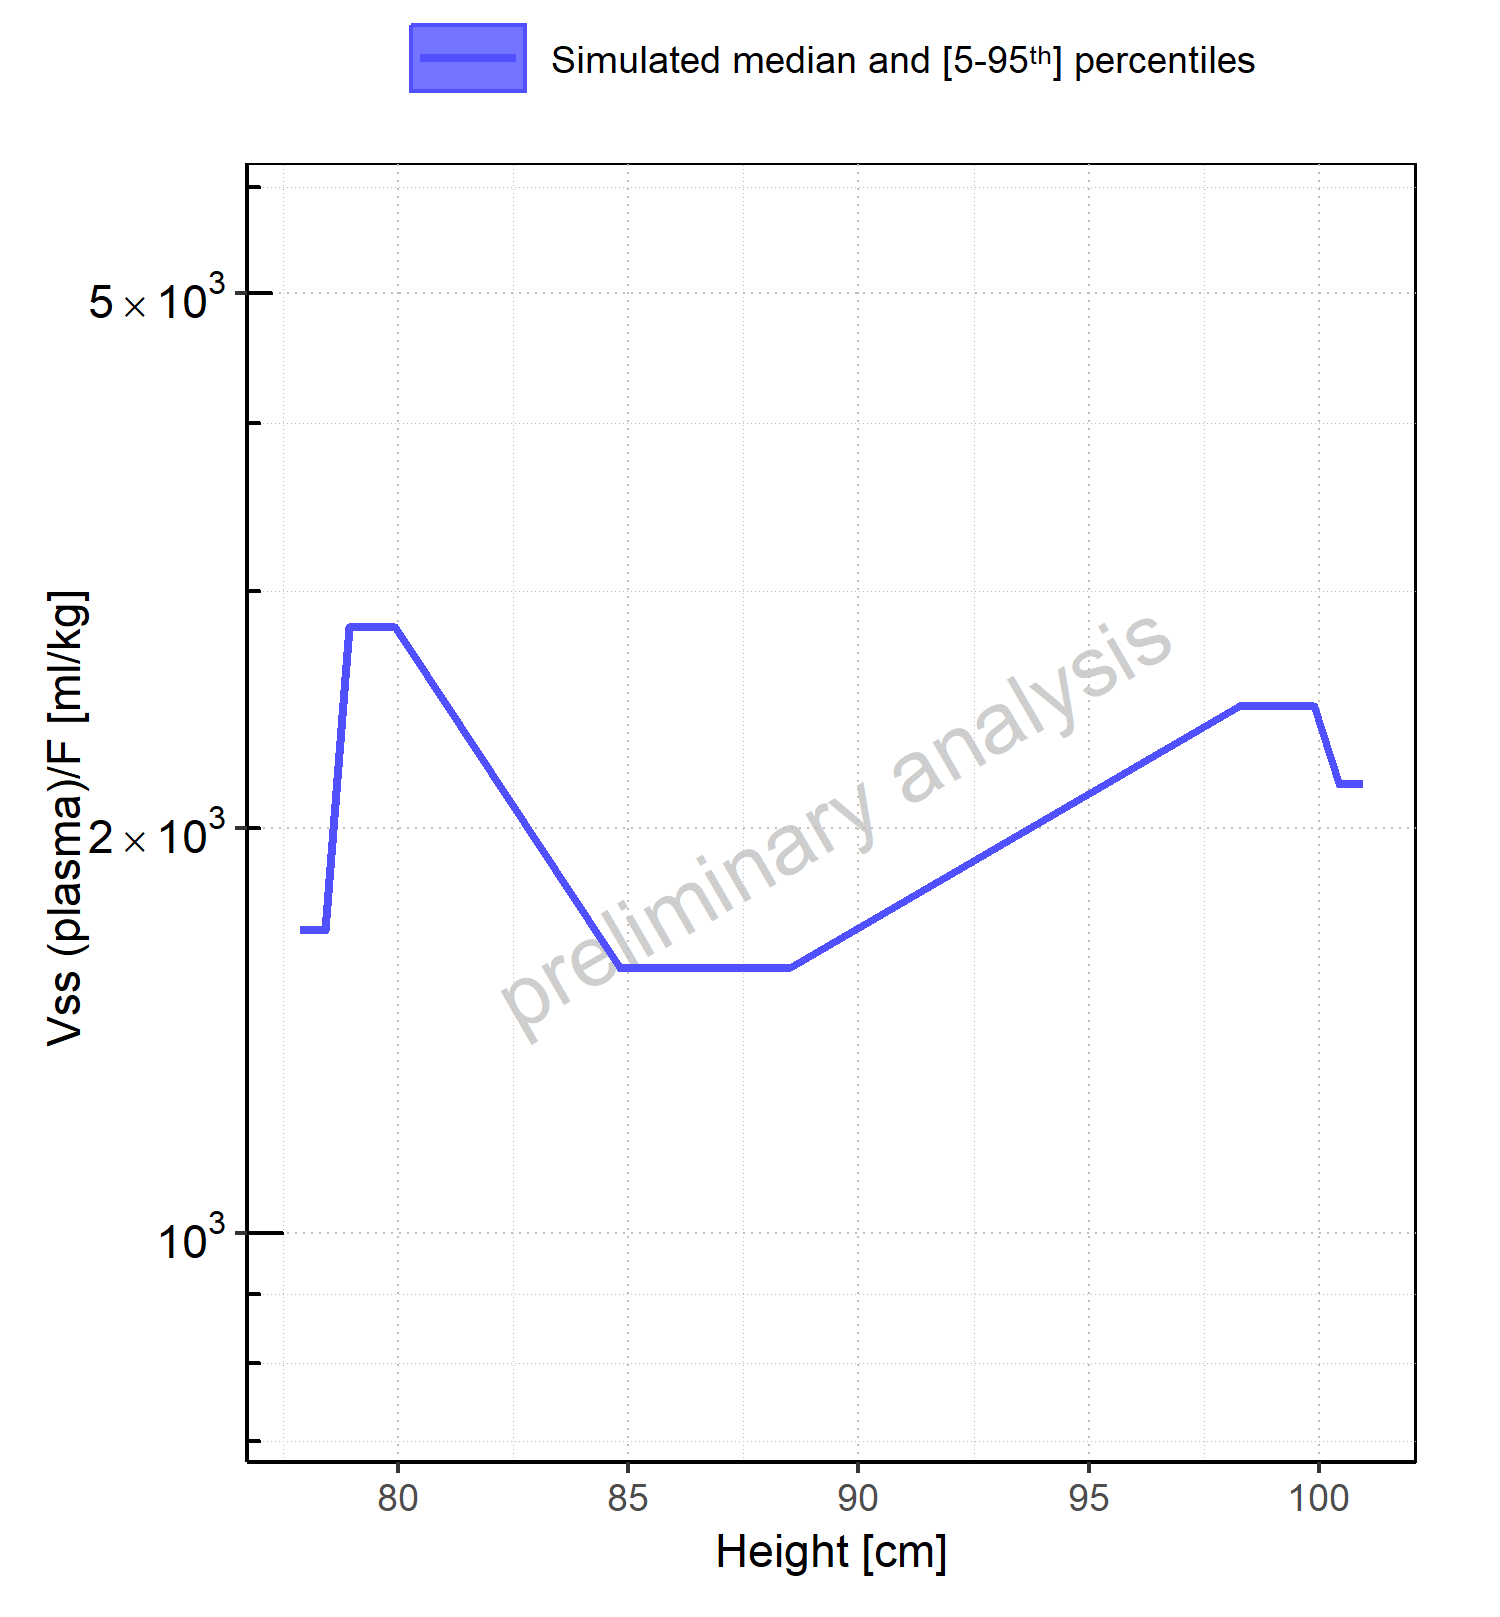 Simulated median and [5-95ᵗʰ] percentiles
5 × 10³
2 × 10³
10³
Vss (plasma)/F [ml/kg]
preliminary analysis
80 85 90 95 100
Height [cm]